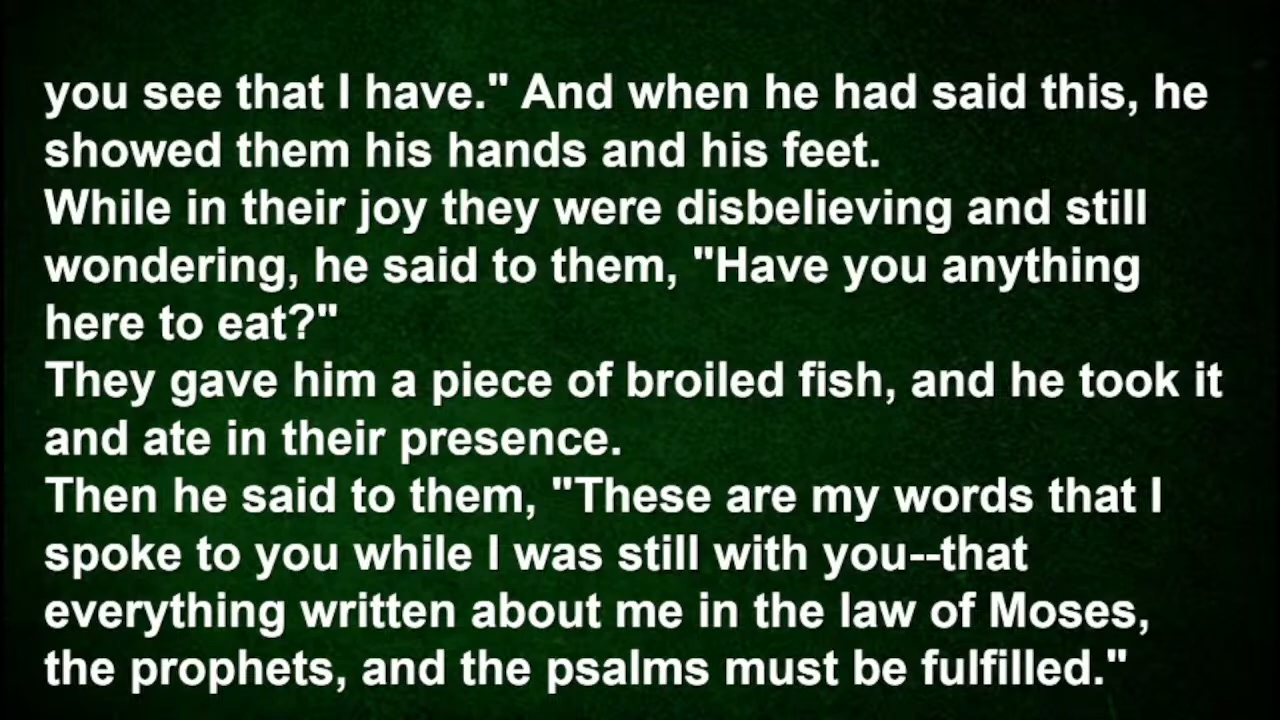 you see that I have." And when he had said this, he
showed them his hands and his feet.
While in their joy they were disbelieving and still
wondering, he said to them, "Have you anything
here to eat?"
They gave him a piece of broiled fish, and he took it
and ate in their presence.
Then he said to them, "These are my words that I
spoke to you while I was still with you--that
everything written about me in the law of Moses,
the prophets, and the psalms must be fulfilled."